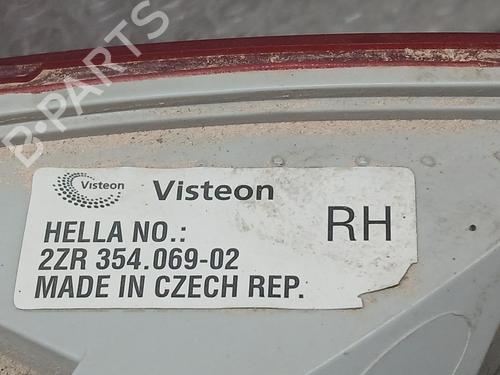 B-PARTS
Visteon Visteon
HELLA NO.: RH
2ZR 354.069-02
MADE IN CZECH REP.